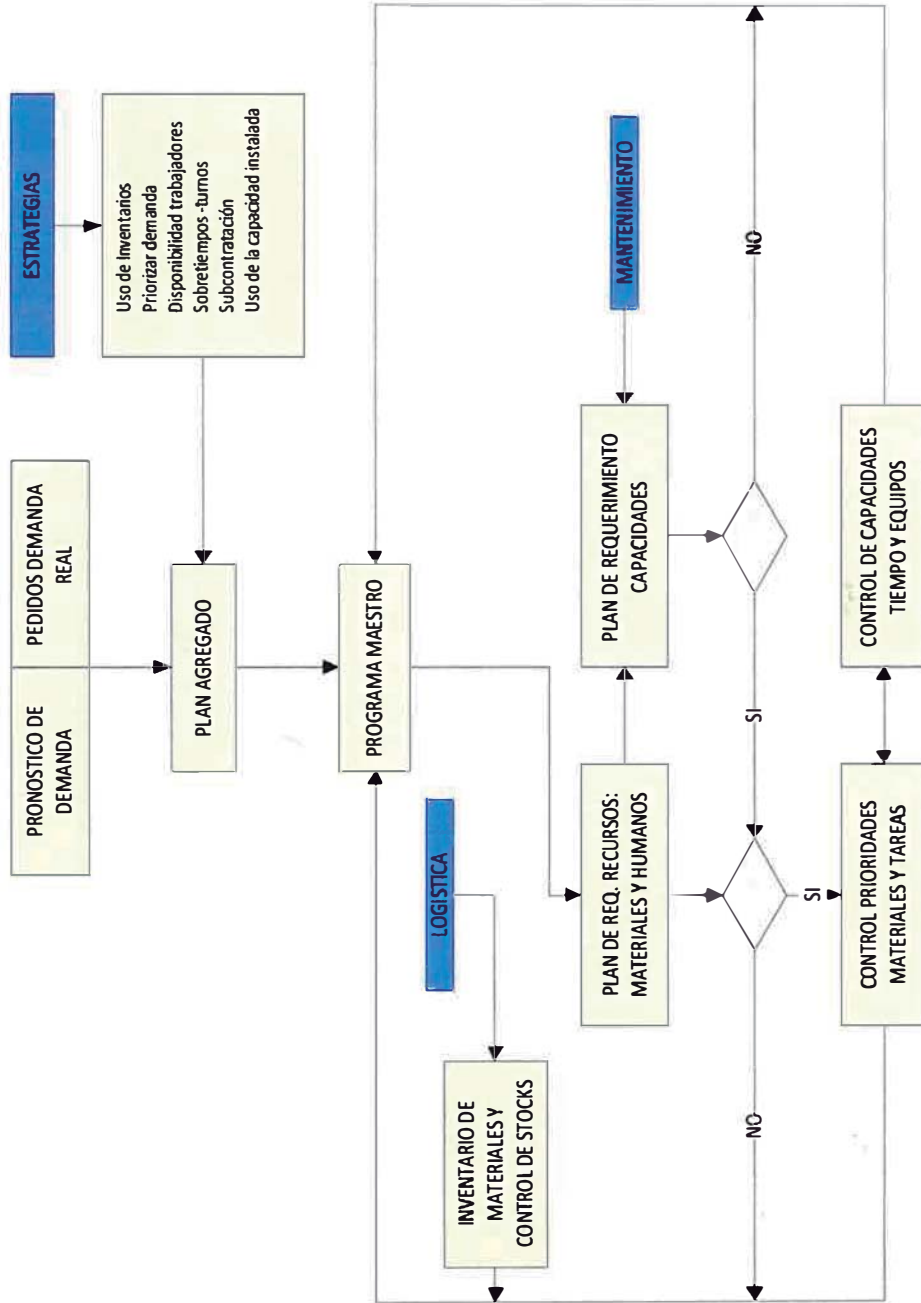 ESTRATEGIAS
PRONOSTICO DE
DEMANDA
PEDIDOS DEMANDA
REAL
Uso de Inventarios
Priorizar demanda
Disponibilidad trabajadores
Sobretiempos -turnos
Subcontratación
Uso de la capacidad instalada
PLAN AGREGADO
PROGRAMA MAESTRO
LOGISTICA
INVENTARIO DE
MATERIALES Y
CONTROL DE STOCKS
PLAN DE REQ. RECURSOS:
MATERIALES Y HUMANOS
PLAN DE REQUERIMIENTO
CAPACIDADES
MANTENIMIENTO
NO
SI
NO
SI
CONTROL PRIORIDADES
MATERIALES Y TAREAS
CONTROL DE CAPACIDADES
TIEMPO Y EQUIPOS